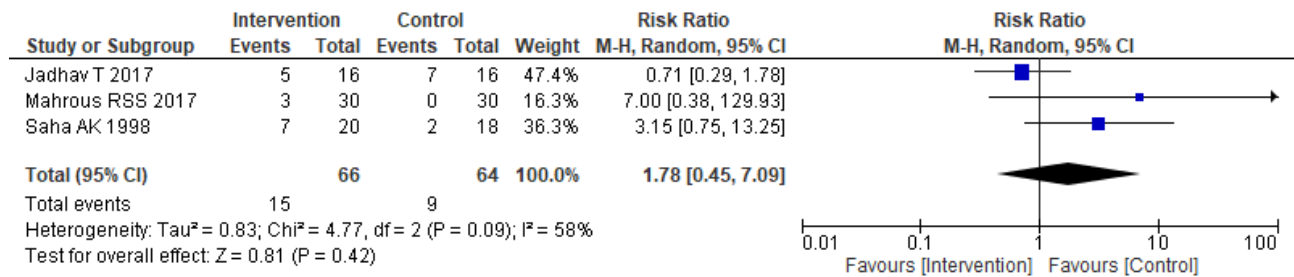 Intervention Control Risk Ratio Risk Ratio
Study or Subgroup Events Total Events Total Weight M-H, Random, 95% CI M-H, Random, 95% CI
Jadhav T 2017 5 16 7 16 47.4% 0.71 [0.29, 1.78]
Mahrous RSS 2017 3 30 0 30 16.3% 7.00 [0.38, 129.93]
Saha AK 1998 7 20 2 18 36.3% 3.15 [0.75, 13.25]
Total (95% CI) 66 64 100.0% 1.78 [0.45, 7.09]
Total events 15 9
Heterogeneity: Tau² = 0.83; Chi² = 4.77, df = 2 (P = 0.09); I² = 58%
Test for overall effect: Z = 0.81 (P = 0.42)
0.01 0.1 1 10 100
Favours [Intervention] Favours [Control]